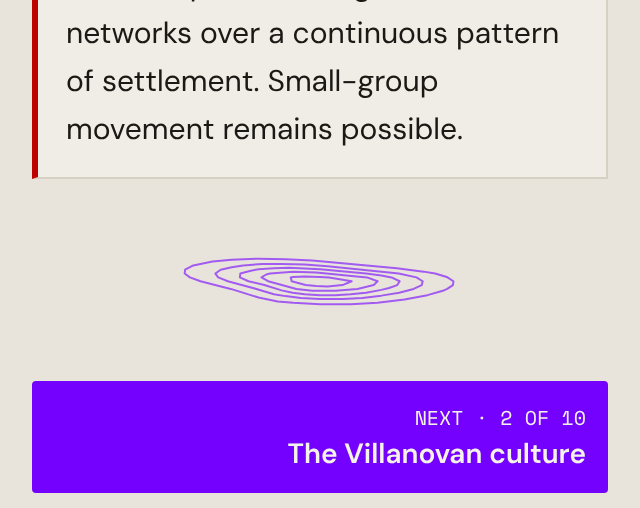 networks over a continuous pattern
of settlement. Small-group
movement remains possible.
NEXT · 2 OF 10
The Villanovan culture